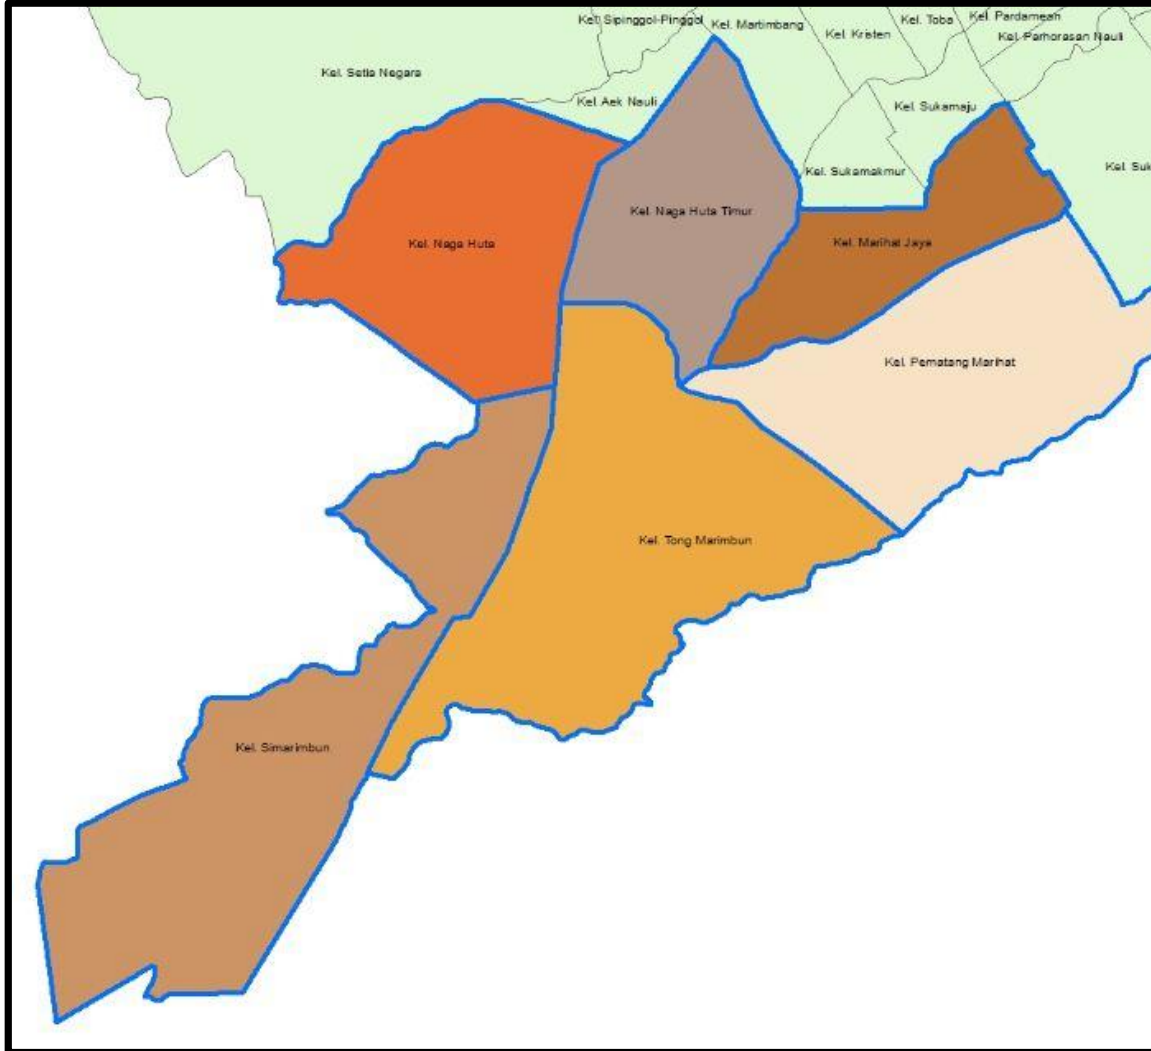 Kel. Sipinggol-Pinggol
Kel. Martimbang
Kel. Toba
Kel. Pardamean
Kel. Kristen
Kel. Parhorasan Nauli
Kel. Setia Negara
Kel. Aek Nauli
Kel. Sukamaju
Kel. Sukamakmur
Kel. Suk
Kel. Naga Huta Timur
Kel. Naga Huta
Kel. Marihat Jaya
Kel. Pematang Marihat
Kel. Tong Marimbun
Kel. Simarimbun